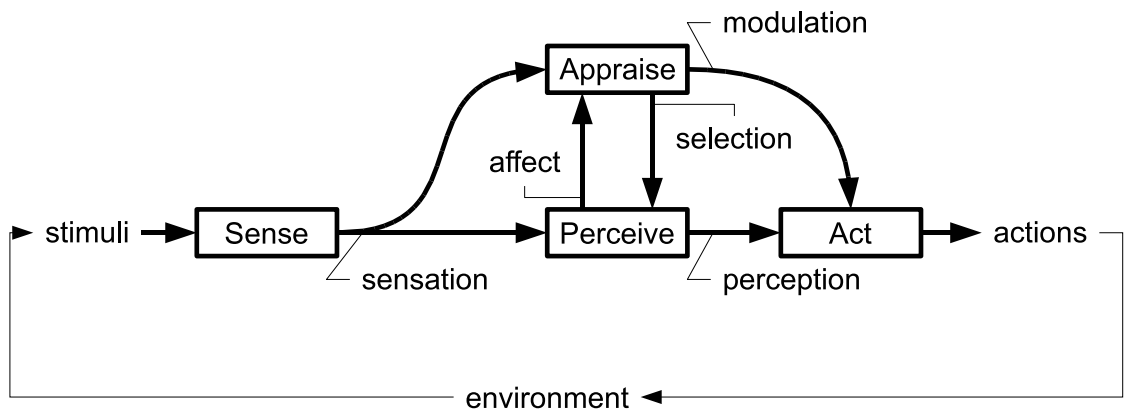 modulation
Appraise
selection
affect
stimuli
Sense
Perceive
Act
actions
sensation
perception
environment